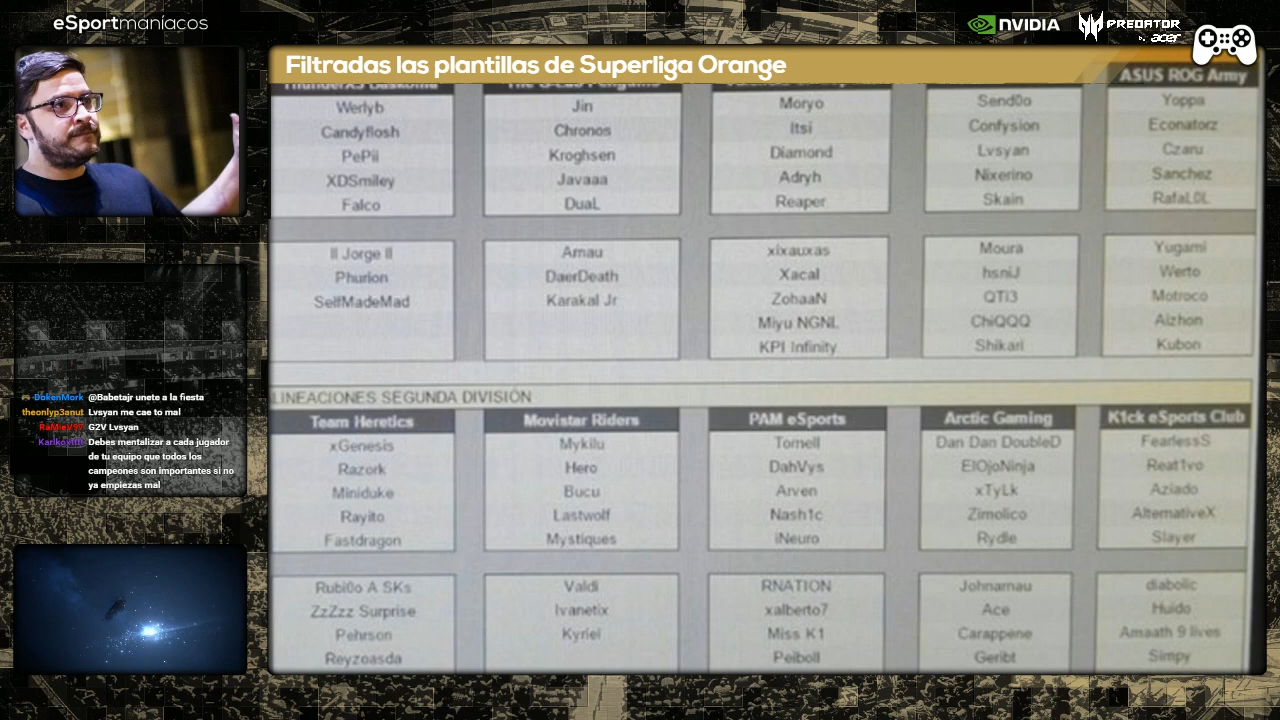 eSportmaníacos
NVIDIA
PREDATOR
acer
Filtradas las plantillas de Superliga Orange
ASUS ROG Army
Werlyb
Candyflosh
PePii
XDSmiley
Falco
Jin
Chronos
Kroghsen
Javaaa
DuaL
Moryo
Itsi
Diamond
Adryh
Reaper
Send0o
Confysion
Lvsyan
Nixerino
Skain
Yoppa
Econatorz
Czaru
Sanchez
RafaL0L
II Jorge II
Phurion
SelfMadeMad
Arnau
DaerDeath
Karakal Jr
xixauxas
Xacal
ZohaaN
Miyu NGNL
KPI Infinity
Moura
hsniJ
QTi3
ChiQQQ
Shikari
Yugami
Werto
Motroco
Aizhon
Kubon
LINEACIONES SEGUNDA DIVISIÓN
Team Heretics
xGenesis
Razork
Miniduke
Rayito
Fastdragon
Movistar Riders
Mykilu
Hero
Bucu
Lastwolf
Mystiques
PAM eSports
Tornell
DahVys
Arven
Nash1c
iNeuro
Arctic Gaming
Dan Dan DoubleD
ElOjoNinja
xTyLk
Zimolico
Rydle
K1ck eSports Club
FearlessS
Reat1vo
Aziado
AlternativeX
Slayer
Rubi0o A SKs
ZzZzz Surprise
Pehrson
Reyzoasda
Valdi
Ivanetix
Kyriel
RNATION
xalberto7
Miss K1
Peiboll
Johnarnau
Ace
Carappene
Geribt
diabolic
Huido
Amaath 9 lives
Simpy
DokenMork @Babetajr unete a la fiesta
theonlyp3anut Lvsyan me cae to mal
G2V Lvsyan
Debes mentalizar a cada jugador
de tu equipo que todos los
campeones son importantes si no
ya empiezas mal